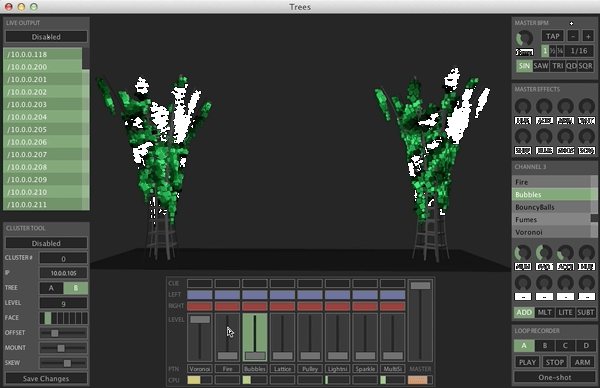 Trees
LIVE OUTPUT
Disabled
/10.0.0.118
/10.0.0.200
/10.0.0.201
/10.0.0.202
/10.0.0.203
/10.0.0.204
/10.0.0.205
/10.0.0.206
/10.0.0.207
/10.0.0.208
/10.0.0.209
/10.0.0.210
/10.0.0.211
CLUSTER TOOL
Disabled
CLUSTER # 0
IP 10.0.0.105
TREE A B
LEVEL 9
FACE
OFFSET
MOUNT
SKEW
Save Changes
CUE
LEFT
RIGHT
LEVEL
PTN Voronoi Fire Bubbles Lattice Pulley Lightni Sparkle MultiSi MASTER
CPU
MASTER BPM
TAP - +
1 ½ ¼ 1/16
SIN SAW TRI QD SQR
MASTER EFFECTS
CHANNEL 3
Fire
Bubbles
BouncyBalls
Fumes
Voronoi
ADD MLT LITE SUBT
LOOP RECORDER
A B C D
PLAY STOP ARM
One-shot